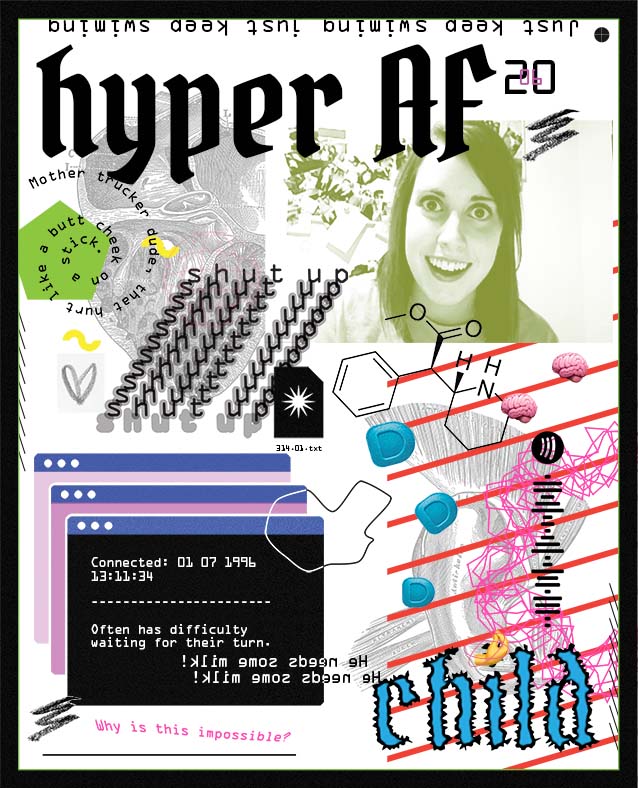 Just keep swiming just keep swiming
hyper AF
20
06
Mother trucker dude, that hurt like a butt cheek on a stick.
shut up
shut up
314.01.txt
O
O
H
H
N
D
D
D
Connected: 01 07 1996
13:11:34
------------------------
Often has difficulty
waiting for their turn.
He needs some milk!
He needs some milk!
Why is this impossible?
child